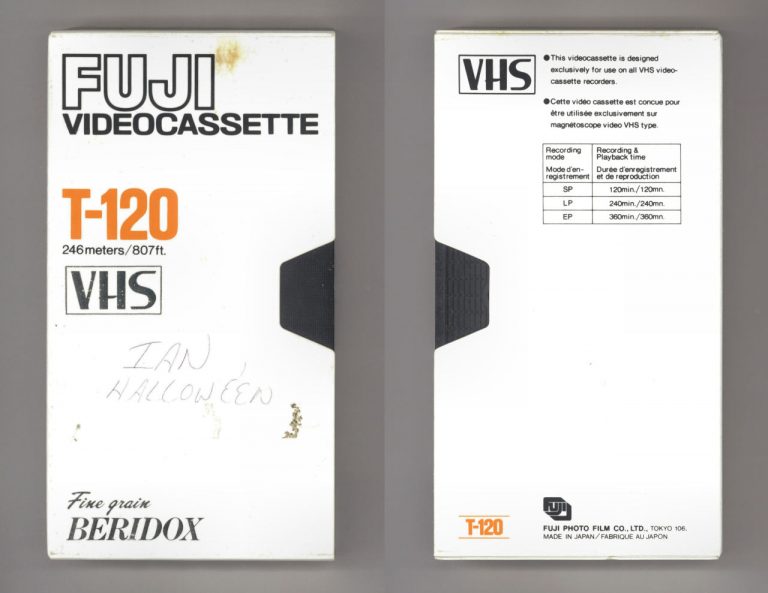 FUJI
VIDEOCASSETTE
T-120
246meters/807ft.
VHS
IAN
HALLOWEEN
Fine grain
BERIDOX
VHS
●This videocassette is designed
exclusively for use on all VHS video-
cassette recorders.
●Cette vidéo cassette est concue pour
être utilisée exclusivement sur
magnétoscope video VHS type.
Recording
mode
Mode d'en-
registrement
Recording &
Playback time
Durée d'enregistrement
et de reproduction
SP 120min./120mn.
LP 240min./240mn.
EP 360min./360mn.
T-120
FUJI
FUJI PHOTO FILM CO., LTD., TOKYO 106.
MADE IN JAPAN/FABRIQUE AU JAPON